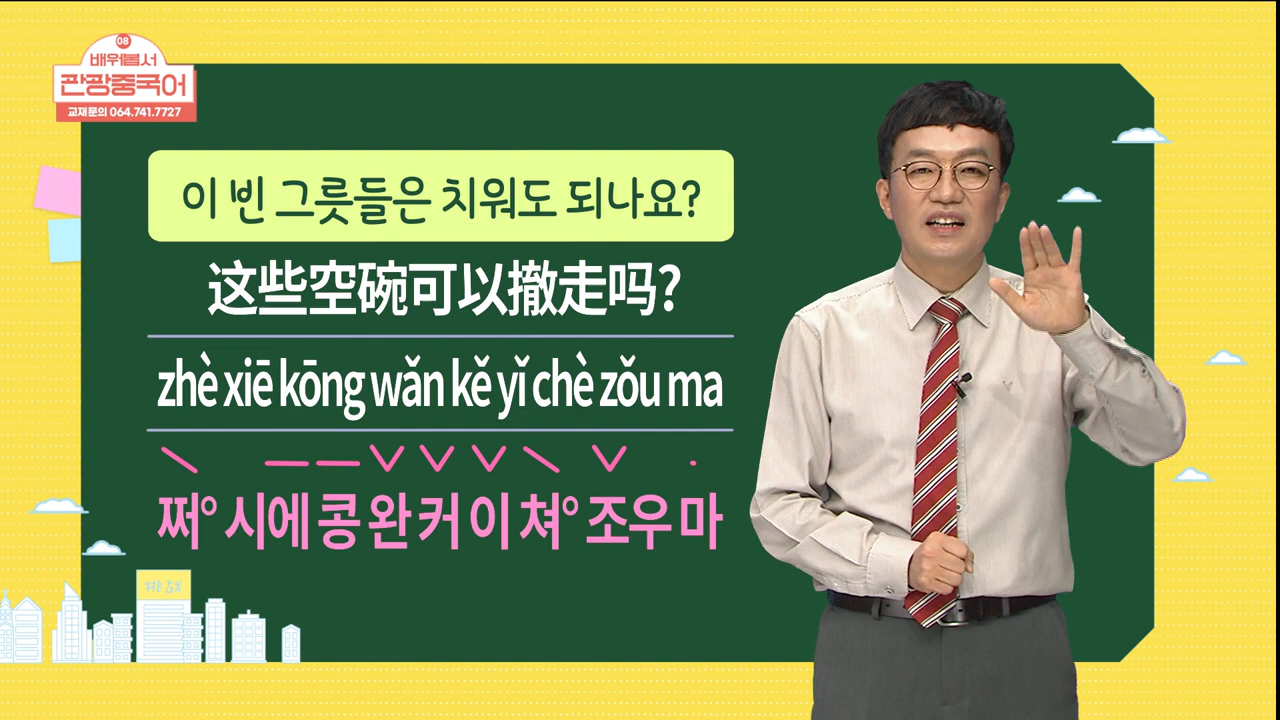 08
배워볼서
관광중국어
교재문의 064.741.7727
이 빈 그릇들은 치워도 되나요?
这些空碗可以撤走吗?
zhè xiē kōng wǎn kě yǐ chè zǒu ma
쩌° 시에 콩 완 커 이 쳐° 조우 마
挑战